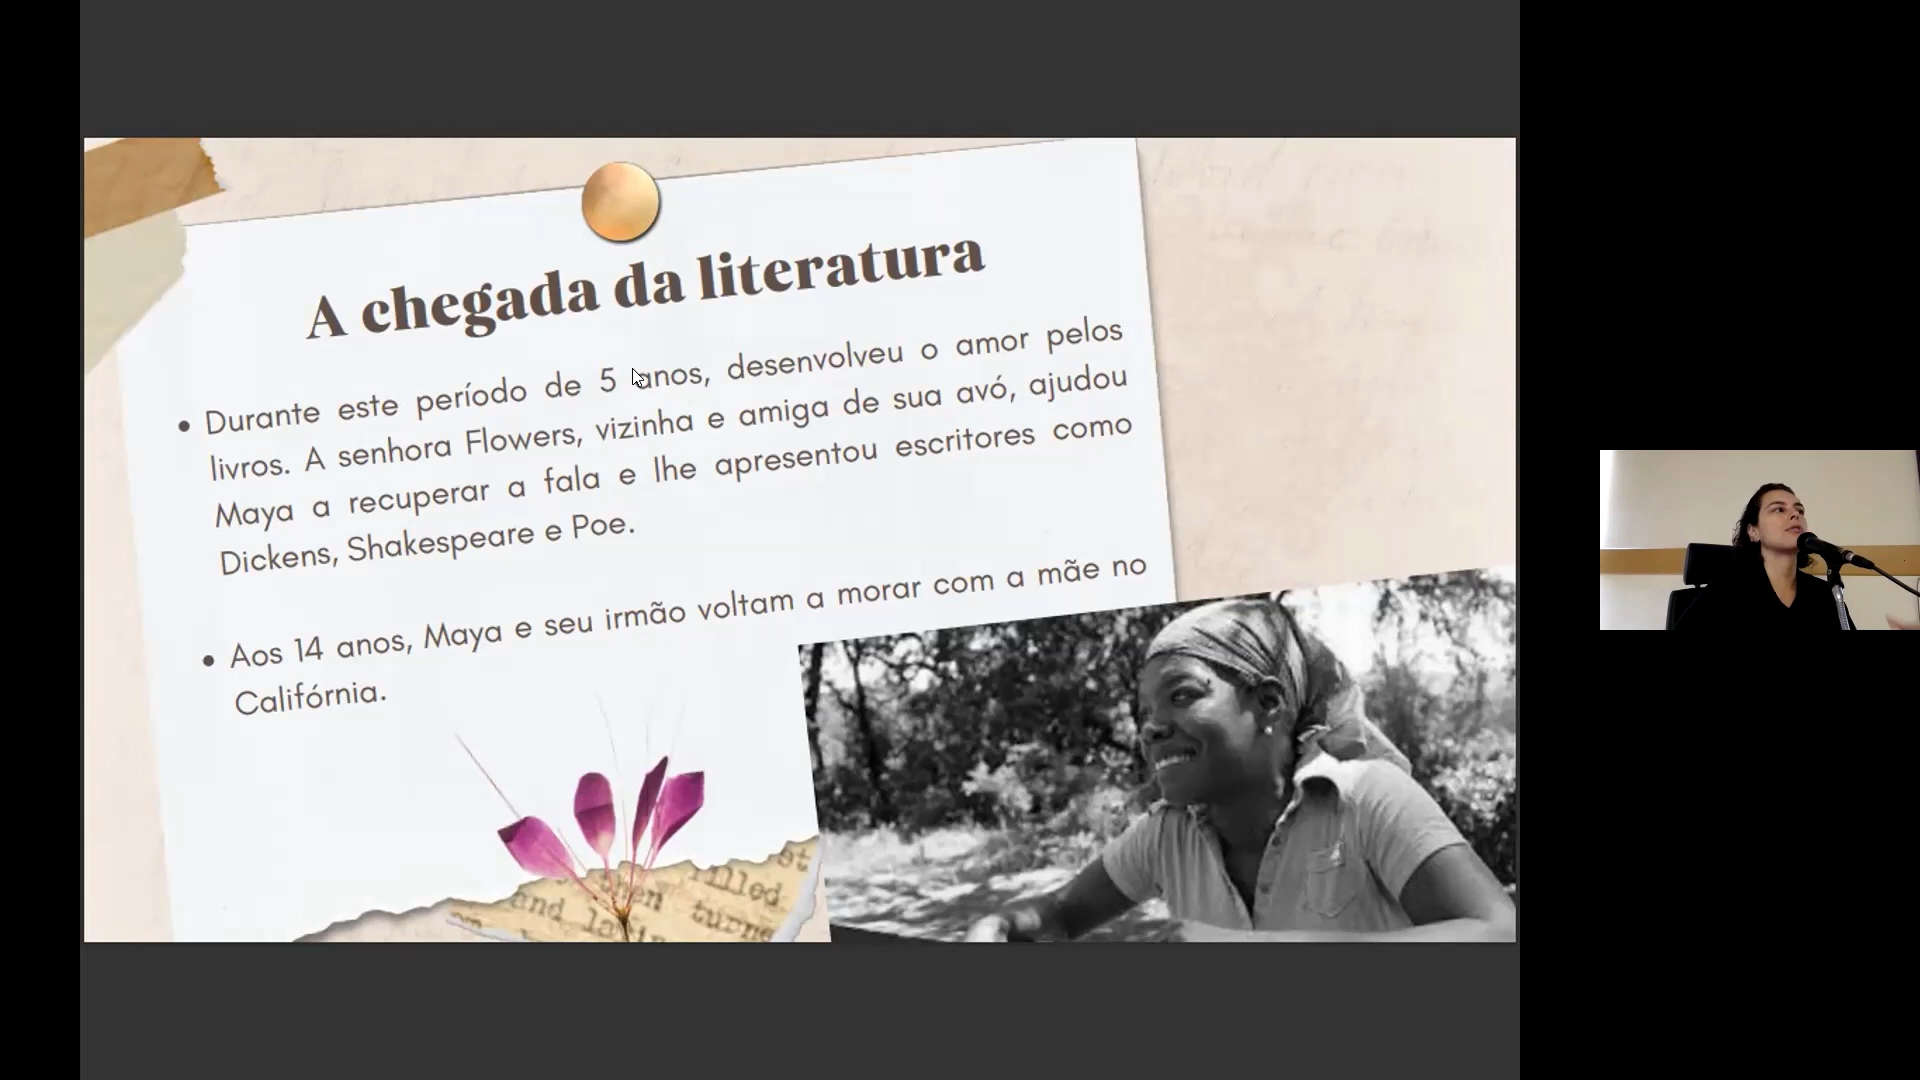 A chegada da literatura
• Durante este período de 5 anos, desenvolveu o amor pelos
livros. A senhora Flowers, vizinha e amiga de sua avó, ajudou
Maya a recuperar a fala e lhe apresentou escritores como
Dickens, Shakespeare e Poe.
• Aos 14 anos, Maya e seu irmão voltam a morar com a mãe no
Califórnia.
then
and
turne